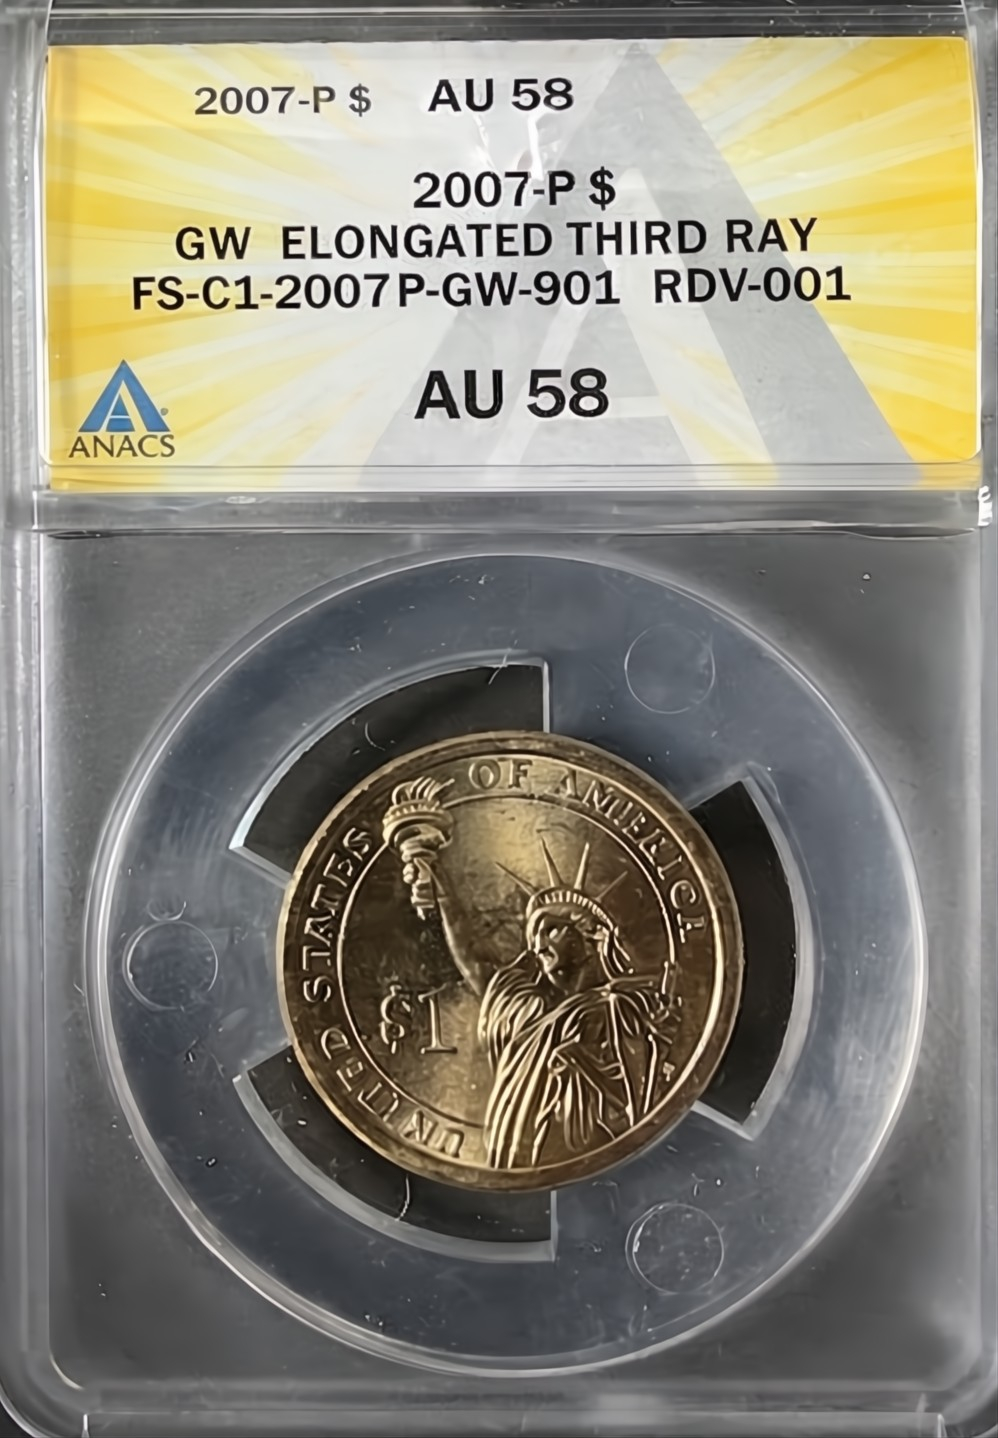 2007-P $ AU 58
2007-P $
GW ELONGATED THIRD RAY
FS-C1-2007P-GW-901 RDV-001
AU 58
ANACS
UNITED STATES OF AMERICA
$1